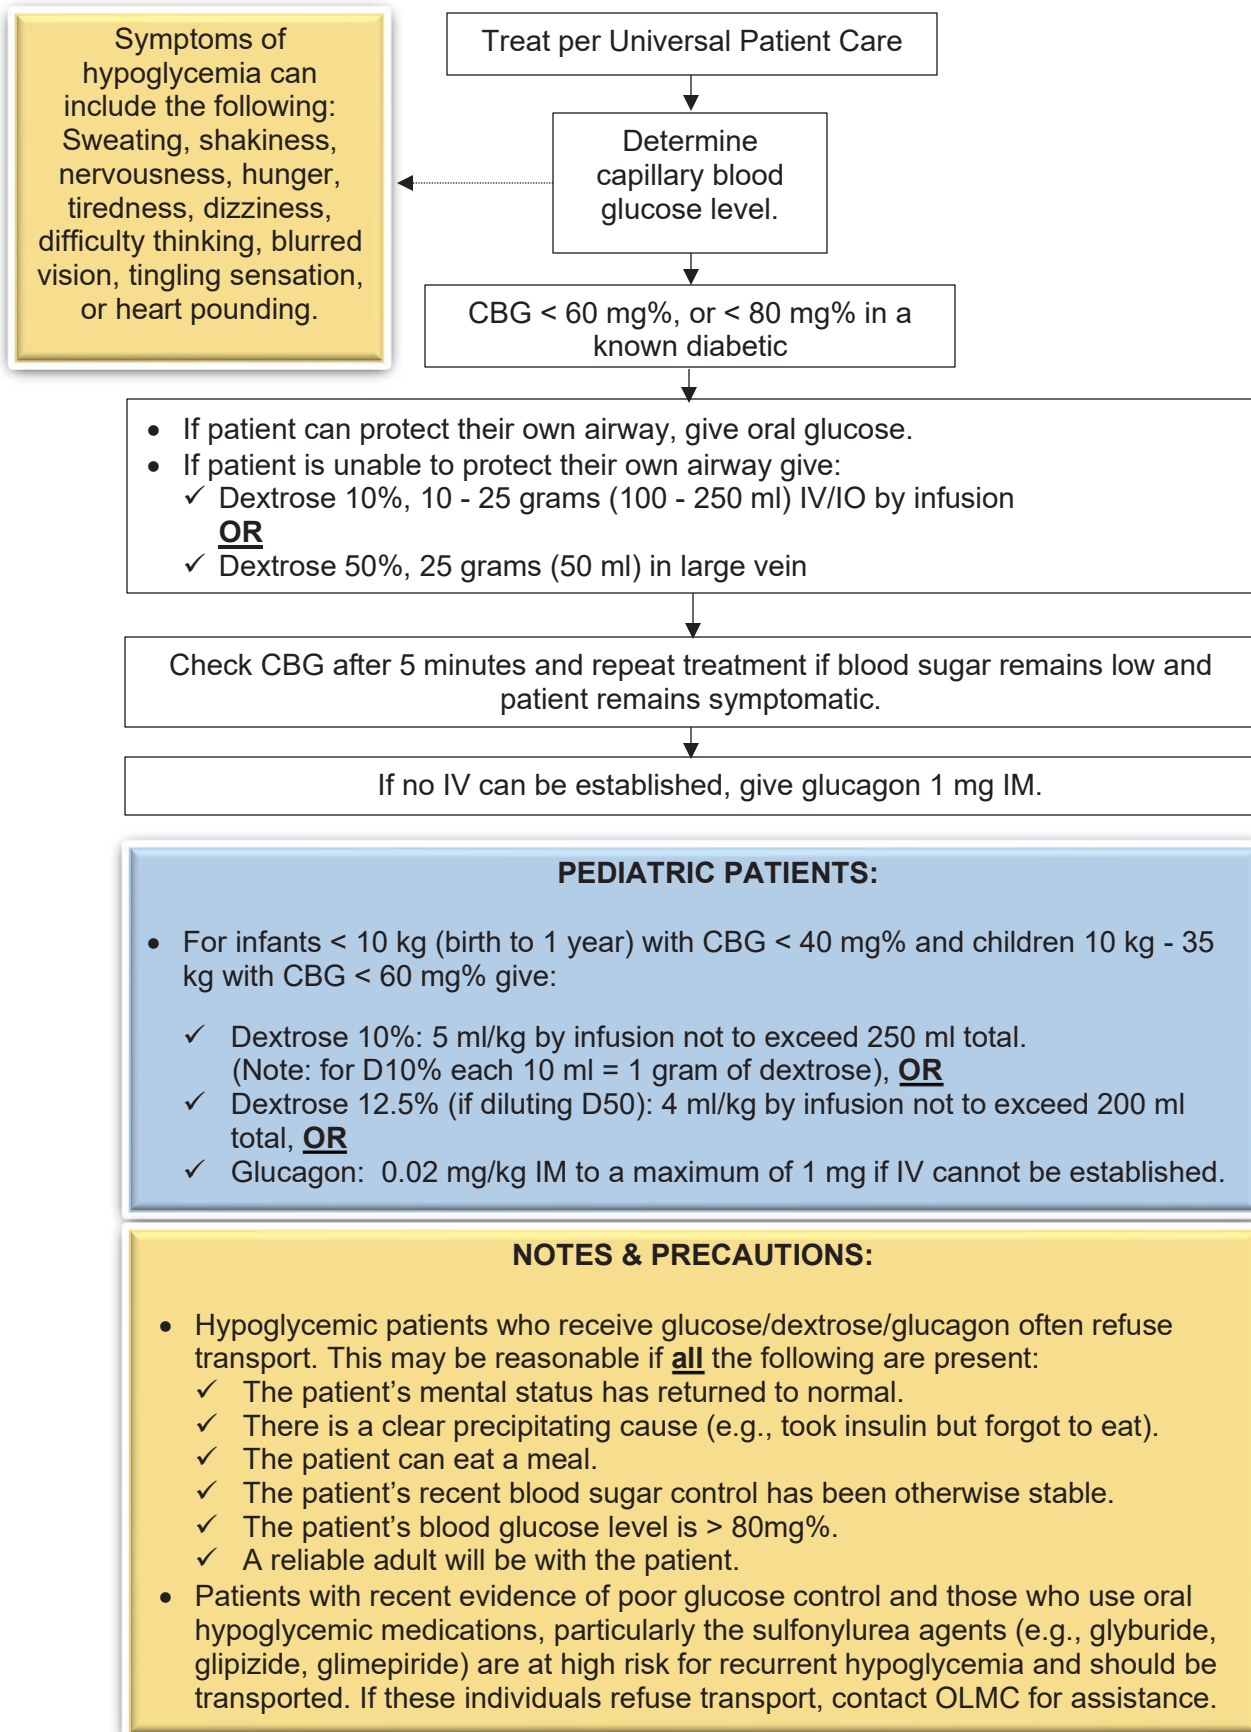 Symptoms of
hypoglycemia can
include the following:
Sweating, shakiness,
nervousness, hunger,
tiredness, dizziness,
difficulty thinking, blurred
vision, tingling sensation,
or heart pounding.
Treat per Universal Patient Care
Determine
capillary blood
glucose level.
CBG < 60 mg%, or < 80 mg% in a
known diabetic
• If patient can protect their own airway, give oral glucose.
• If patient is unable to protect their own airway give:
✓ Dextrose 10%, 10 - 25 grams (100 - 250 ml) IV/IO by infusion
OR
✓ Dextrose 50%, 25 grams (50 ml) in large vein
Check CBG after 5 minutes and repeat treatment if blood sugar remains low and
patient remains symptomatic.
If no IV can be established, give glucagon 1 mg IM.
PEDIATRIC PATIENTS:
• For infants < 10 kg (birth to 1 year) with CBG < 40 mg% and children 10 kg - 35
kg with CBG < 60 mg% give:
✓ Dextrose 10%: 5 ml/kg by infusion not to exceed 250 ml total.
(Note: for D10% each 10 ml = 1 gram of dextrose), OR
✓ Dextrose 12.5% (if diluting D50): 4 ml/kg by infusion not to exceed 200 ml
total, OR
✓ Glucagon: 0.02 mg/kg IM to a maximum of 1 mg if IV cannot be established.
NOTES & PRECAUTIONS:
• Hypoglycemic patients who receive glucose/dextrose/glucagon often refuse
transport. This may be reasonable if all the following are present:
✓ The patient's mental status has returned to normal.
✓ There is a clear precipitating cause (e.g., took insulin but forgot to eat).
✓ The patient can eat a meal.
✓ The patient's recent blood sugar control has been otherwise stable.
✓ The patient's blood glucose level is > 80mg%.
✓ A reliable adult will be with the patient.
• Patients with recent evidence of poor glucose control and those who use oral
hypoglycemic medications, particularly the sulfonylurea agents (e.g., glyburide,
glipizide, glimepiride) are at high risk for recurrent hypoglycemia and should be
transported. If these individuals refuse transport, contact OLMC for assistance.